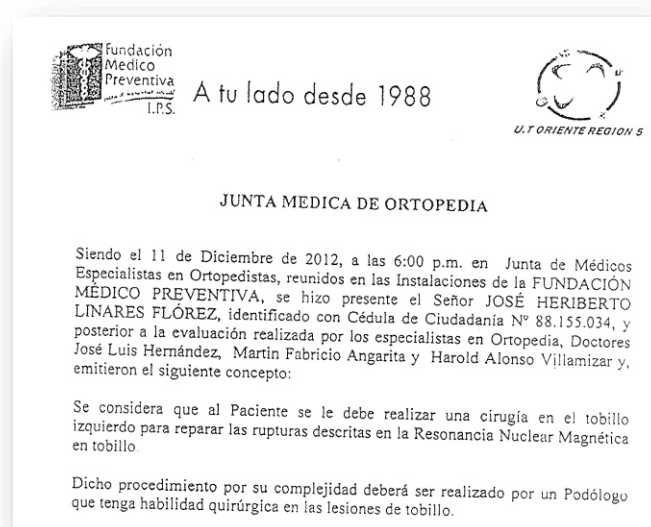 Fundación
Medico
Preventiva
I.P.S.
A tu lado desde 1988
U.T ORIENTE REGION 5
JUNTA MEDICA DE ORTOPEDIA
Siendo el 11 de Diciembre de 2012, a las 6:00 p.m. en Junta de Médicos
Especialistas en Ortopedistas, reunidos en las Instalaciones de la FUNDACIÓN
MÉDICO PREVENTIVA, se hizo presente el Señor JOSÉ HERIBERTO
LINARES FLÓREZ, identificado con Cédula de Ciudadanía Nº 88.155.034, y
posterior a la evaluación realizada por los especialistas en Ortopedia, Doctores
José Luis Hernández, Martin Fabricio Angarita y Harold Alonso Villamizar y,
emitieron el siguiente concepto:
Se considera que al Paciente se le debe realizar una cirugía en el tobillo
izquierdo para reparar las rupturas descritas en la Resonancia Nuclear Magnética
en tobillo.
Dicho procedimiento por su complejidad deberá ser realizado por un Podólogo
que tenga habilidad quirúrgica en las lesiones de tobillo.